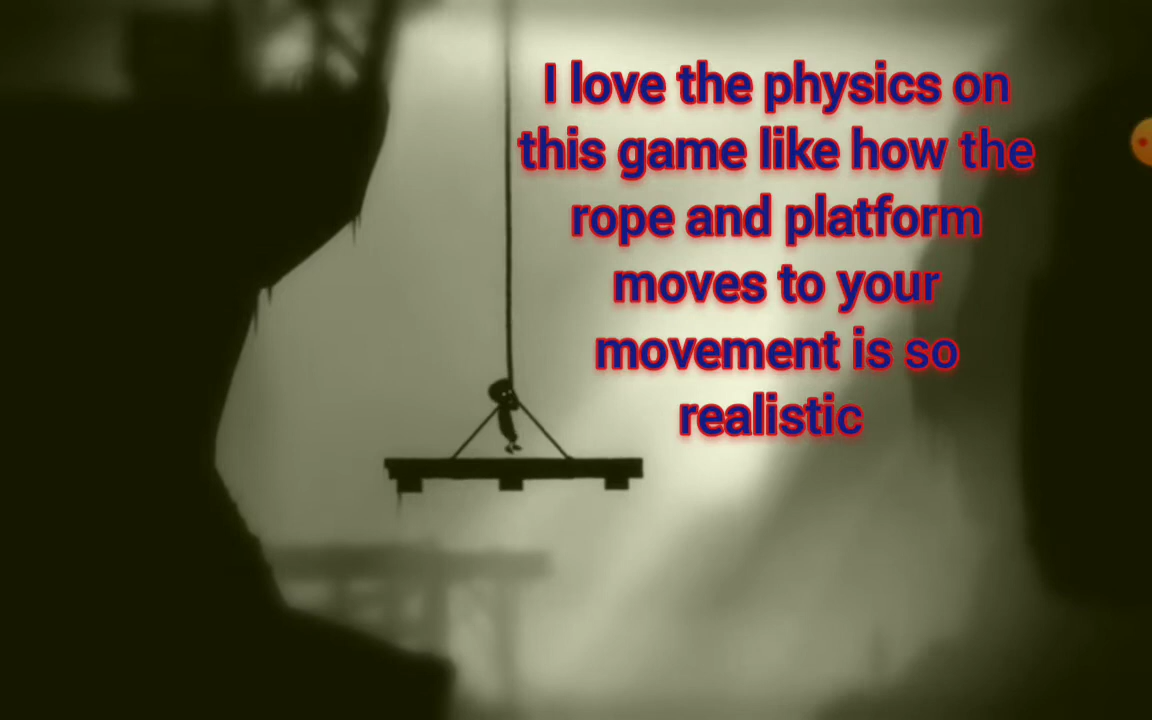 I love the physics on
this game like how the
rope and platform
moves to your
movement is so
realistic